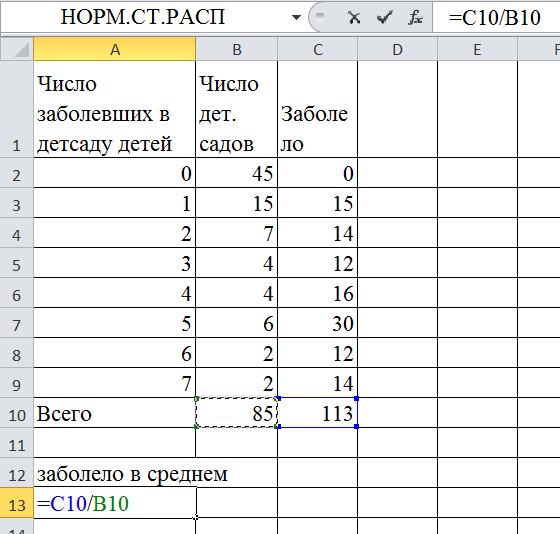 НОРМ.СТ.РАСП =C10/B10
A B C D E F
Число Число
заболевших в дет. Заболе
1 детсаду детей садов ло
2 0 45 0
3 1 15 15
4 2 7 14
5 3 4 12
6 4 4 16
7 5 6 30
8 6 2 12
9 7 2 14
10 Всего 85 113
11
12 заболело в среднем
13 =C10/B10
14